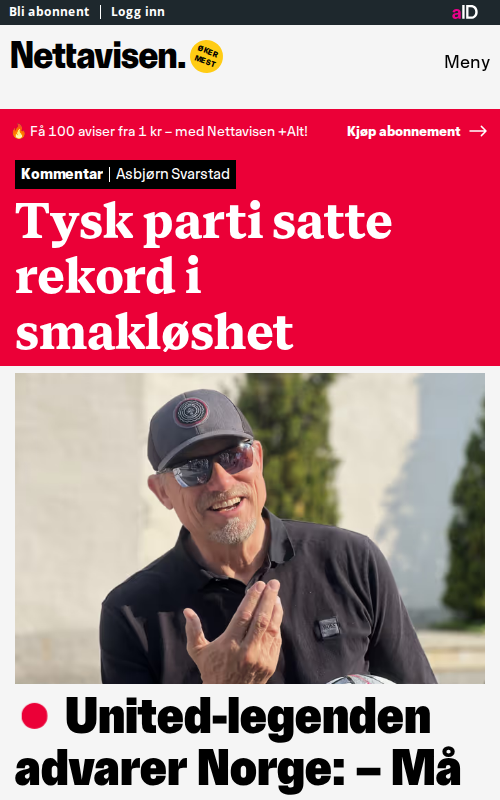 Bli abonnent | Logg inn
aID
Nettavisen.
ØKER
MEST
Meny
Få 100 aviser fra 1 kr – med Nettavisen +Alt!
Kjøp abonnement →
Kommentar | Asbjørn Svarstad
Tysk parti satte
rekord i
smakløshet
United-legenden
advarer Norge: – Må